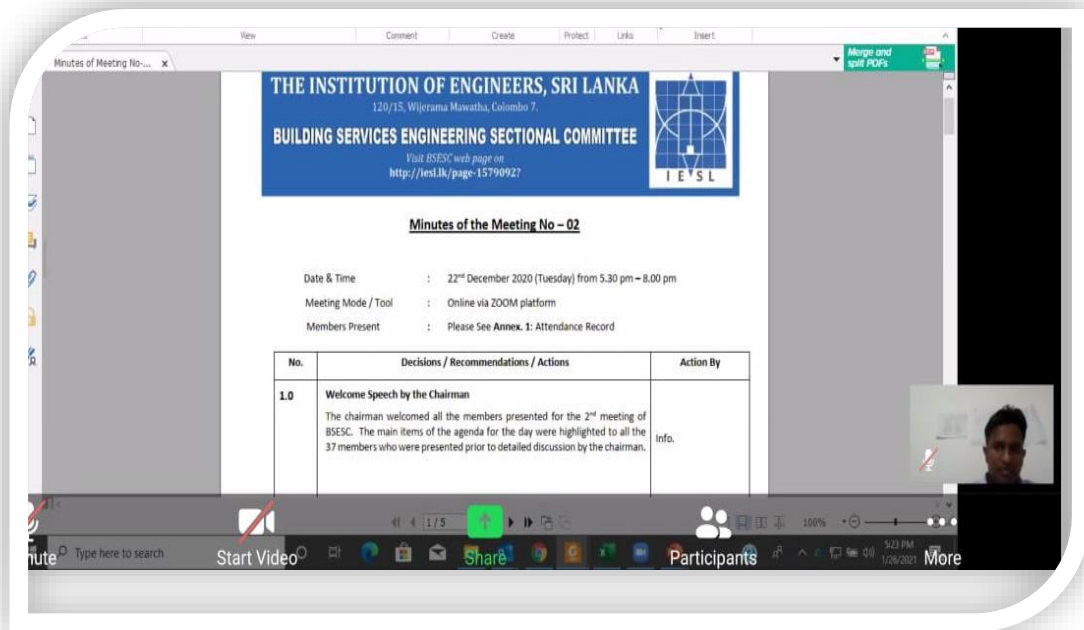 View Comment Create Protect Links Insert
Minutes of Meeting No-... x
Merge and
split PDFs
THE INSTITUTION OF ENGINEERS, SRI LANKA
120/15, Wijerama Mawatha, Colombo 7.
BUILDING SERVICES ENGINEERING SECTIONAL COMMITTEE
Visit BSESC web page on
http://iesl.lk/page-1579092?
IESL
Minutes of the Meeting No – 02
Date & Time : 22nd December 2020 (Tuesday) from 5.30 pm – 8.00 pm
Meeting Mode / Tool : Online via ZOOM platform
Members Present : Please See Annex. 1: Attendance Record
No. Decisions / Recommendations / Actions Action By
1.0 Welcome Speech by the Chairman
The chairman welcomed all the members presented for the 2nd meeting of
BSESC. The main items of the agenda for the day were highlighted to all the
37 members who were presented prior to detailed discussion by the chairman.
Info.
1/5 100%
Type here to search
5:23 PM
1/26/2021
nute Start Video Share Participants More